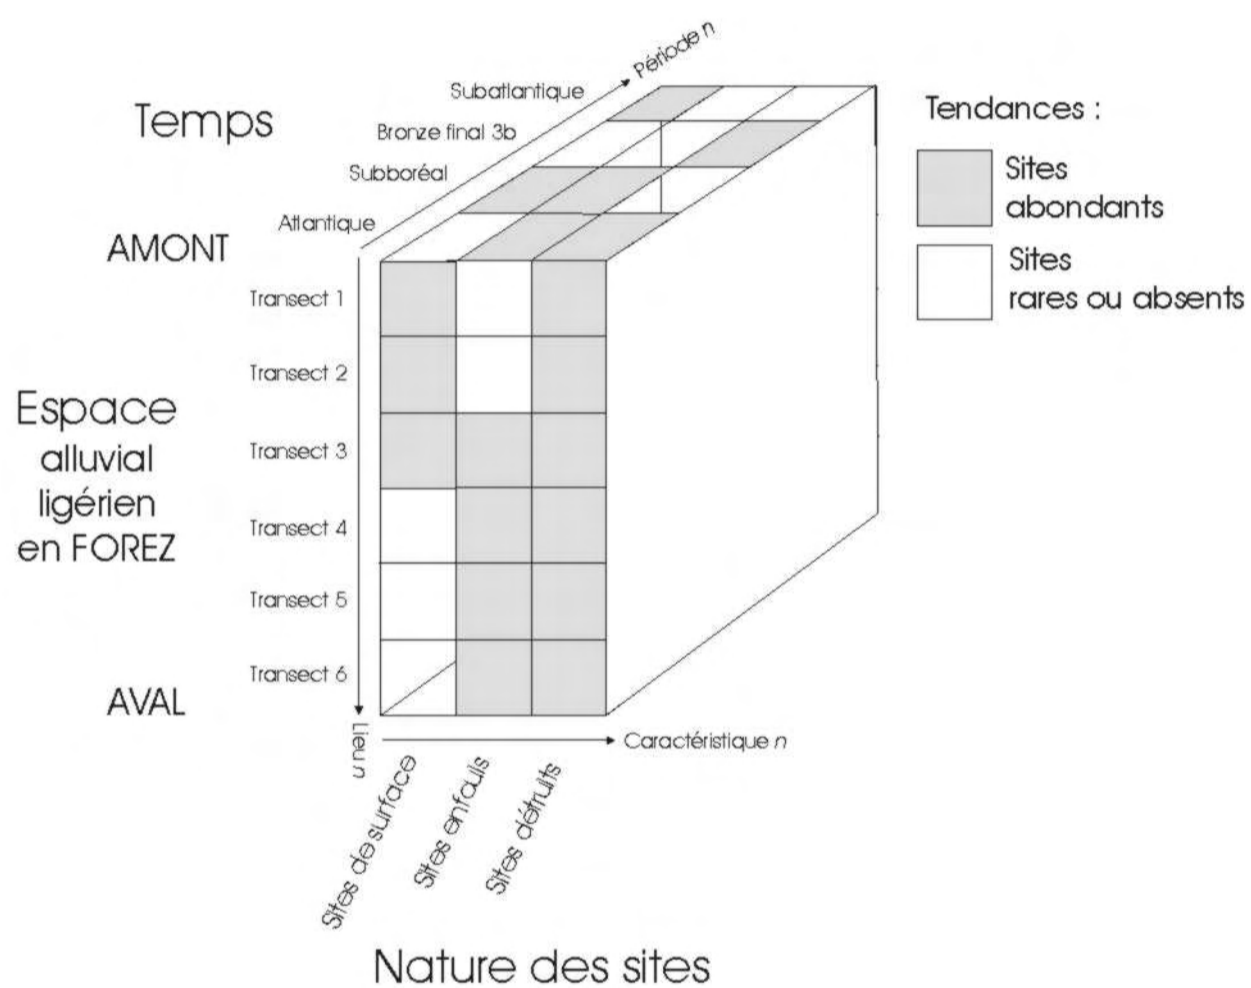 Temps
Période n
Subatlantique
Bronze final 3b
Subboréal
Atlantique
AMONT
Transect 1
Transect 2
Transect 3
Transect 4
Transect 5
Transect 6
Espace
alluvial
ligérien
en FOREZ
AVAL
Lieu n
Caractéristique n
Sites de surface
Sites enfouis
Sites détruits
Nature des sites
Tendances :
Sites
abondants
Sites
rares ou absents